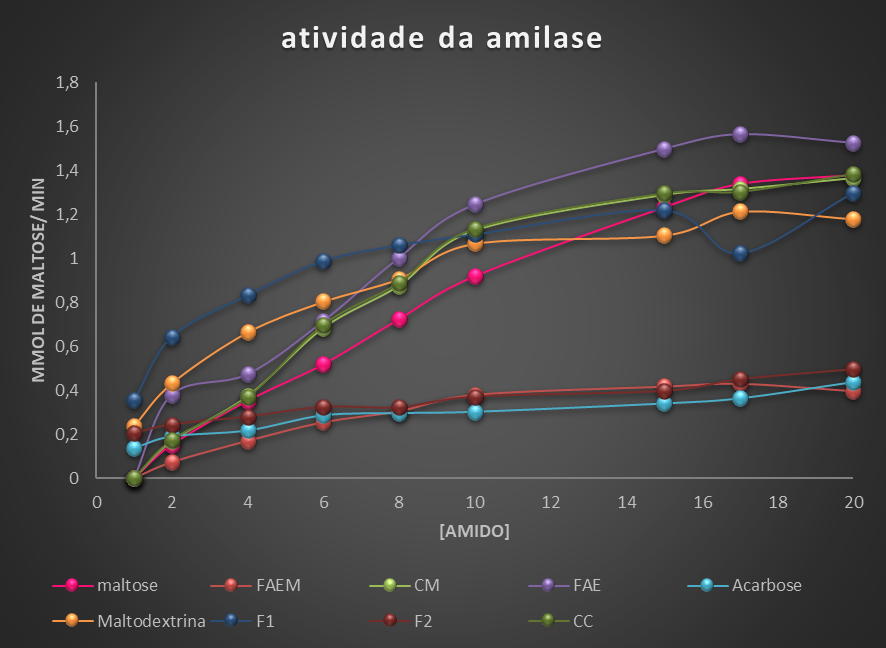 atividade da amilase
1,8
1,6
1,4
1,2
1
0,8
0,6
0,4
0,2
0
MMOL DE MALTOSE/ MIN
0 2 4 6 8 10 12 14 16 18 20
[AMIDO]
maltose FAEM CM FAE Acarbose
Maltodextrina F1 F2 CC